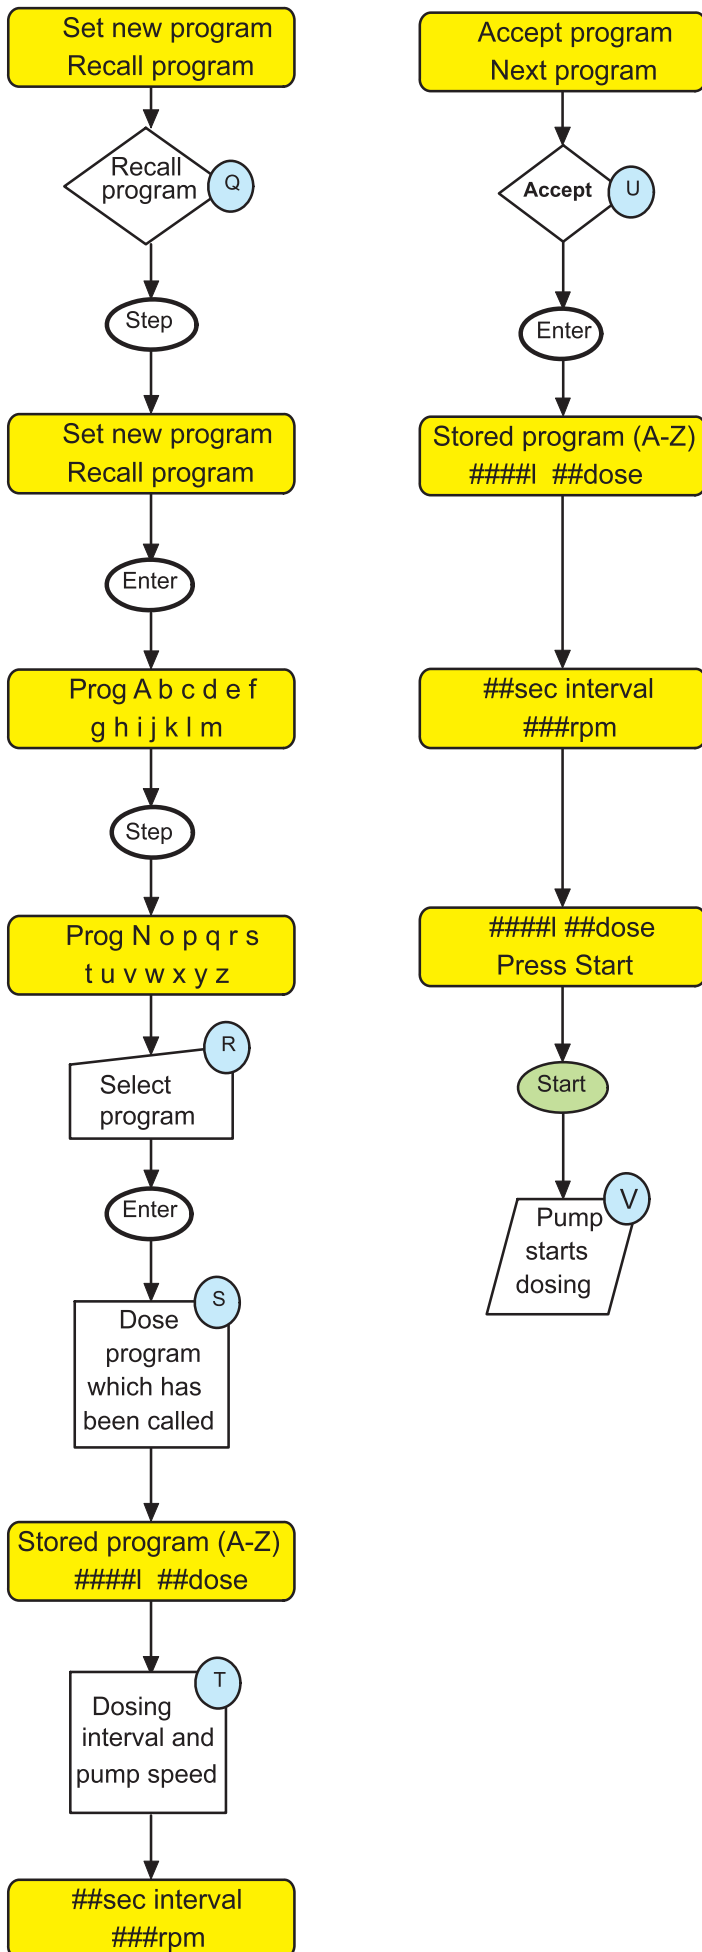 Set new program
Recall program
Recall
program
Q
Step
Set new program
Recall program
Enter
Prog A b c d e f
g h i j k l m
Step
Prog N o p q r s
t u v w x y z
R
Select
program
Enter
S
Dose
program
which has
been called
Stored program (A-Z)
####l ##dose
T
Dosing
interval and
pump speed
##sec interval
###rpm
Accept program
Next program
Accept
U
Enter
Stored program (A-Z)
####l ##dose
##sec interval
###rpm
####l ##dose
Press Start
Start
V
Pump
starts
dosing